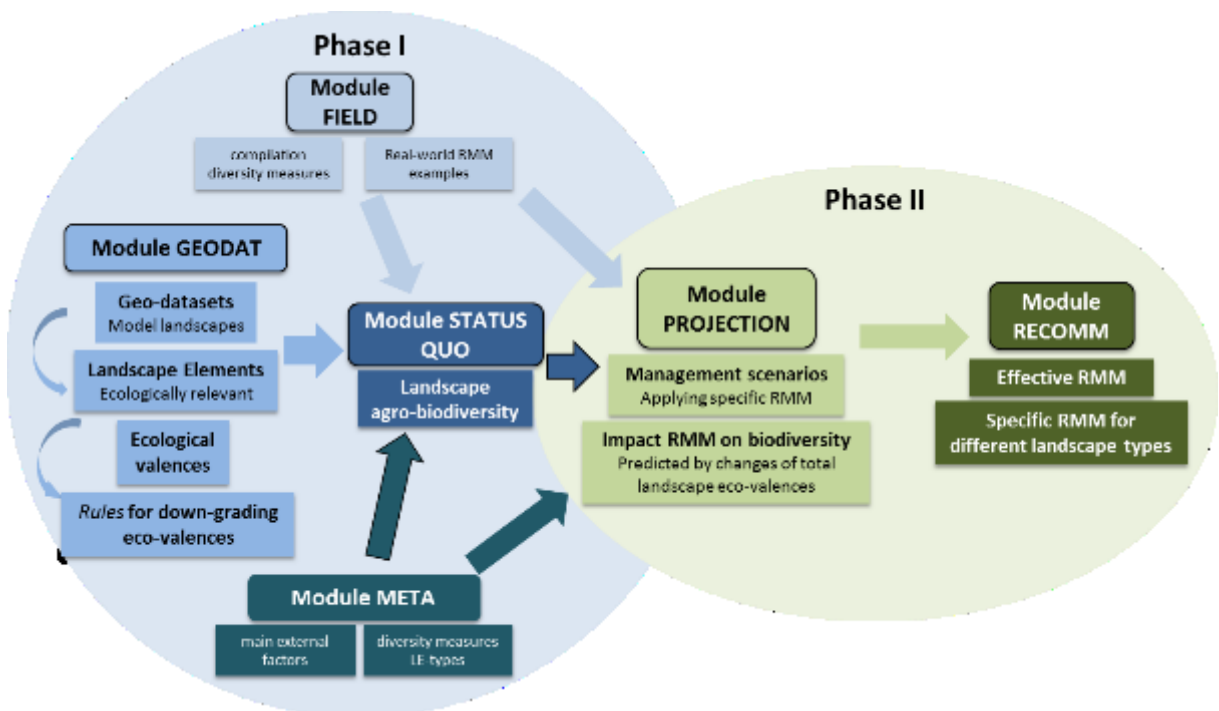 Phase I
Module
FIELD
compilation
diversity measures
Real-world RMM
examples
Module GEODAT
Geo-datasets
Model landscapes
Landscape Elements
Ecologically relevant
Ecological
valences
Rules for down-grading
eco-valences
Module STATUS
QUO
Landscape
agro-biodiversity
Module META
main external
factors
diversity measures
LE-types
Phase II
Module
PROJECTION
Management scenarios
Applying specific RMM
Impact RMM on biodiversity
Predicted by changes of total
landscape eco-valences
Module
RECOMM
Effective RMM
Specific RMM for
different landscape types